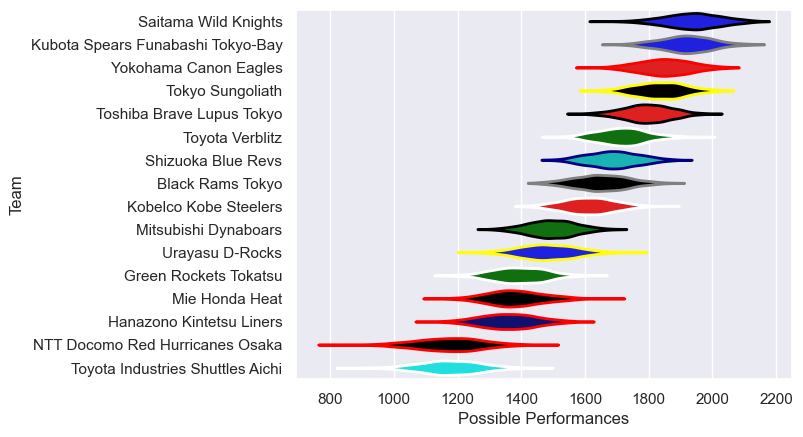 Team
Saitama Wild Knights
Kubota Spears Funabashi Tokyo-Bay
Yokohama Canon Eagles
Tokyo Sungoliath
Toshiba Brave Lupus Tokyo
Toyota Verblitz
Shizuoka Blue Revs
Black Rams Tokyo
Kobelco Kobe Steelers
Mitsubishi Dynaboars
Urayasu D-Rocks
Green Rockets Tokatsu
Mie Honda Heat
Hanazono Kintetsu Liners
NTT Docomo Red Hurricanes Osaka
Toyota Industries Shuttles Aichi
800 1000 1200 1400 1600 1800 2000 2200
Possible Performances